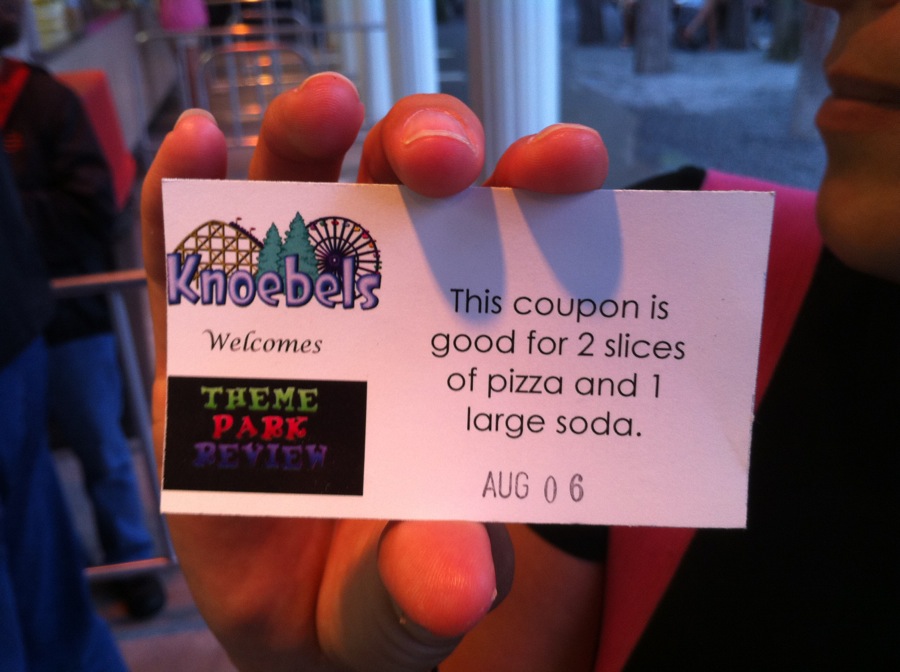 Knoebels
Welcomes
THEME
PARK
REVIEW
This coupon is
good for 2 slices
of pizza and 1
large soda.
AUG 06